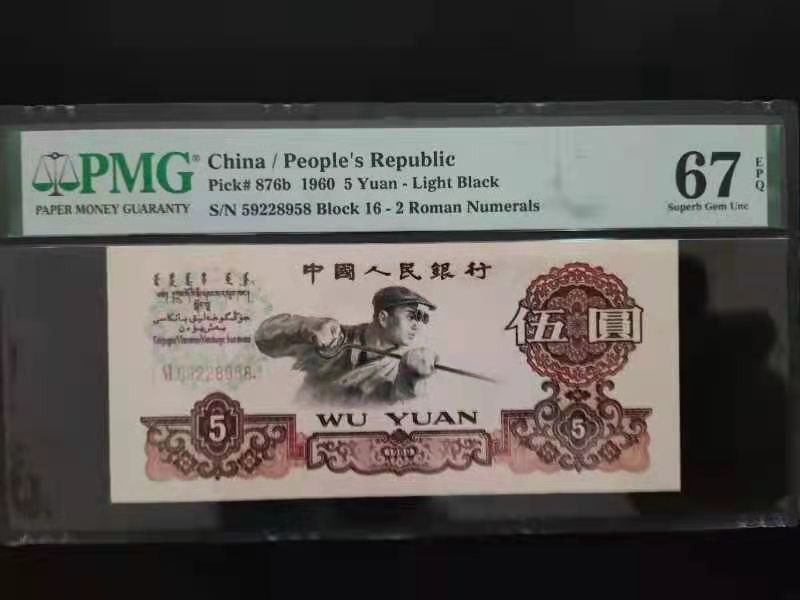 PMG®
PAPER MONEY GUARANTY
China / People's Republic
Pick# 876b 1960 5 Yuan - Light Black
S/N 59228958 Block 16 - 2 Roman Numerals
67
EPQ
Superb Gem Unc
中國人民銀行
伍圓
WU YUAN
5
1960
5